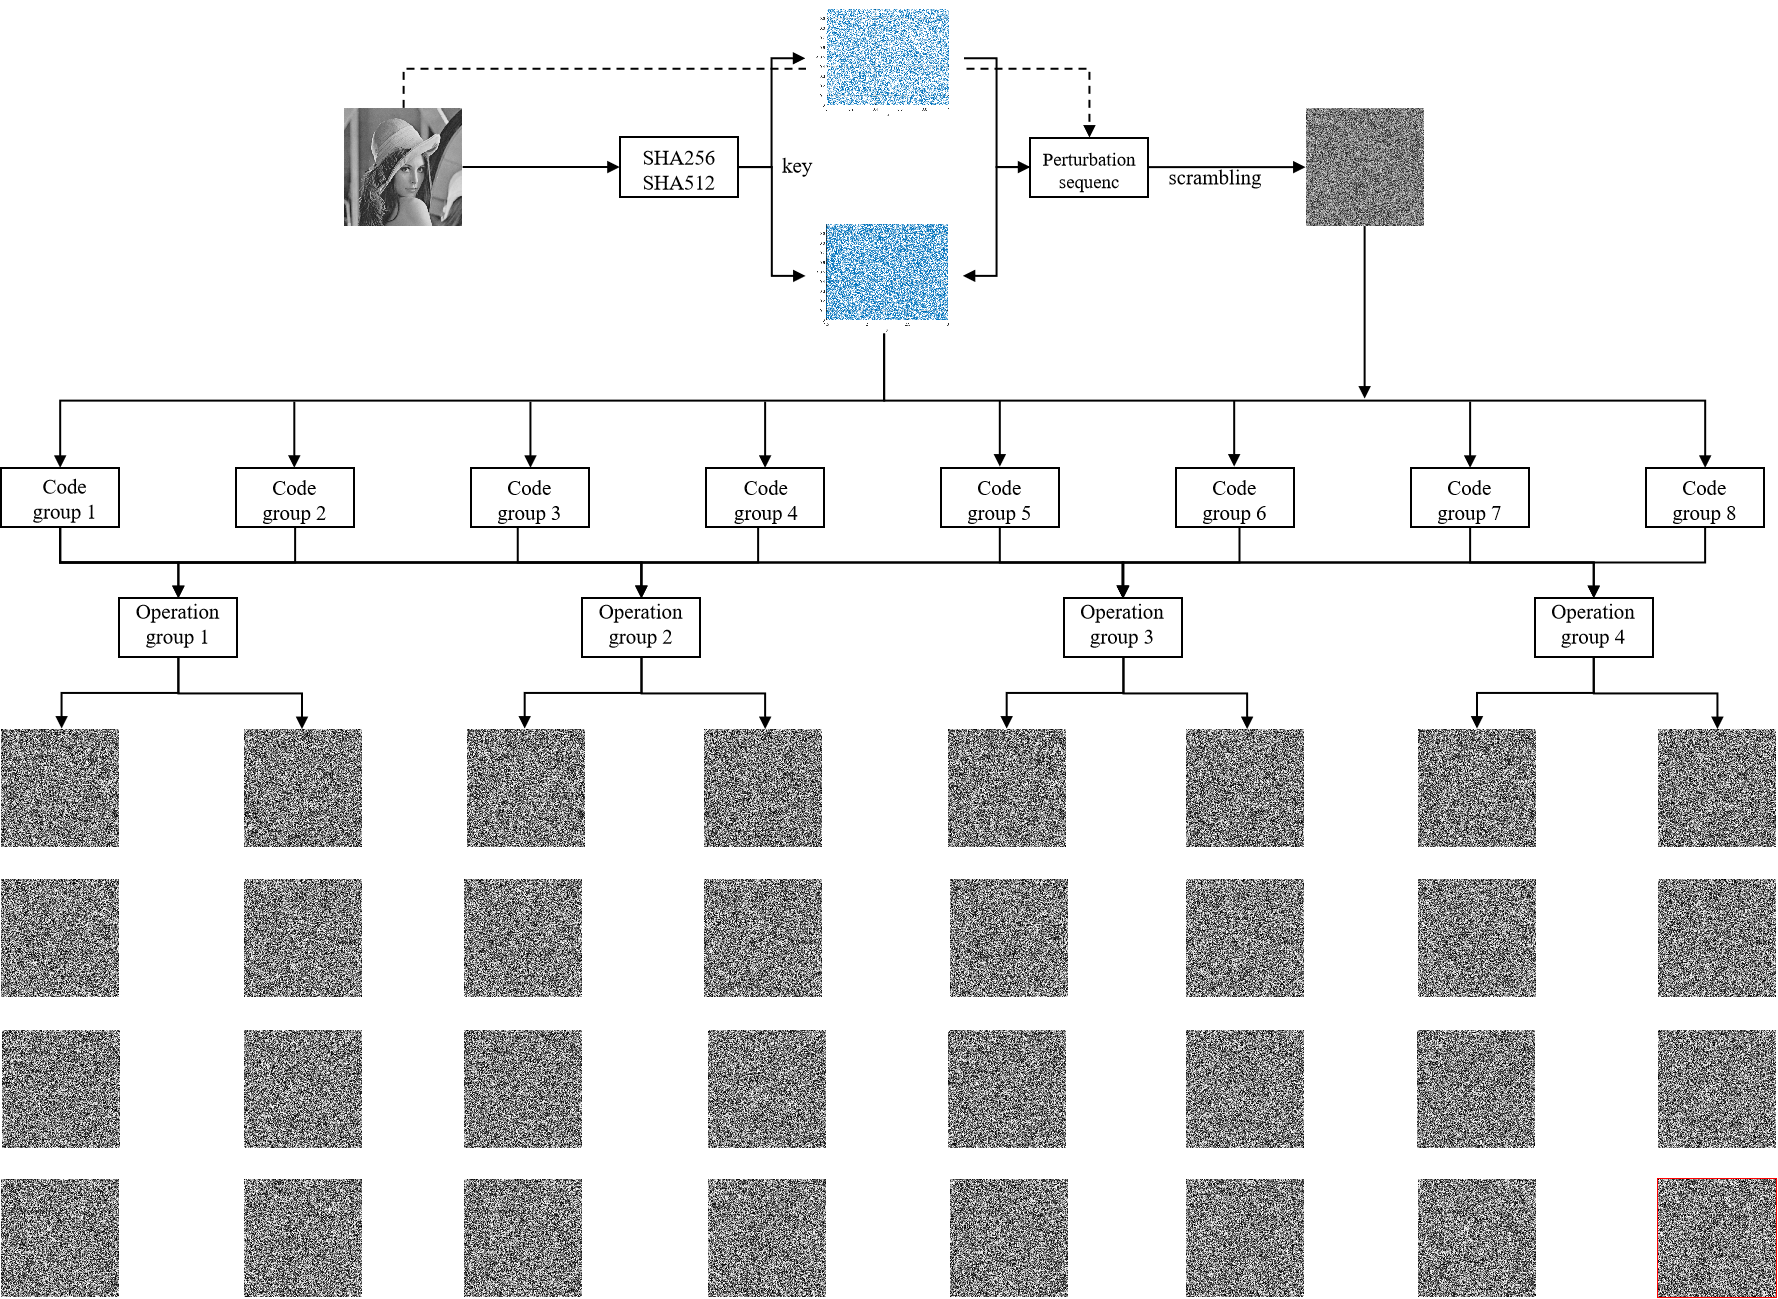 SHA256
SHA512
key
Perturbation
sequenc
scrambling
Code
group 1
Code
group 2
Code
group 3
Code
group 4
Code
group 5
Code
group 6
Code
group 7
Code
group 8
Operation
group 1
Operation
group 2
Operation
group 3
Operation
group 4